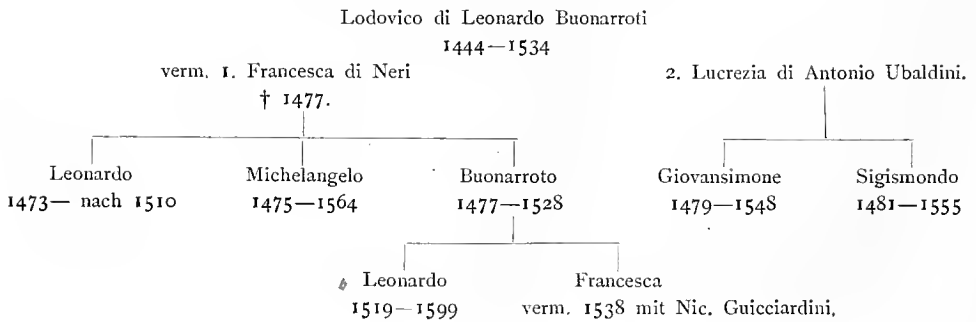 Lodovico di Leonardo Buonarroti
1444—1534
verm. 1. Francesca di Neri
2. Lucrezia di Antonio Ubaldini.
† 1477.
Leonardo Michelangelo Buonarroto Giovansimone Sigismondo
1473— nach 1510 1475—1564 1477—1528 1479—1548 1481—1555
Leonardo Francesca
1519—1599 verm. 1538 mit Nic. Guicciardini.